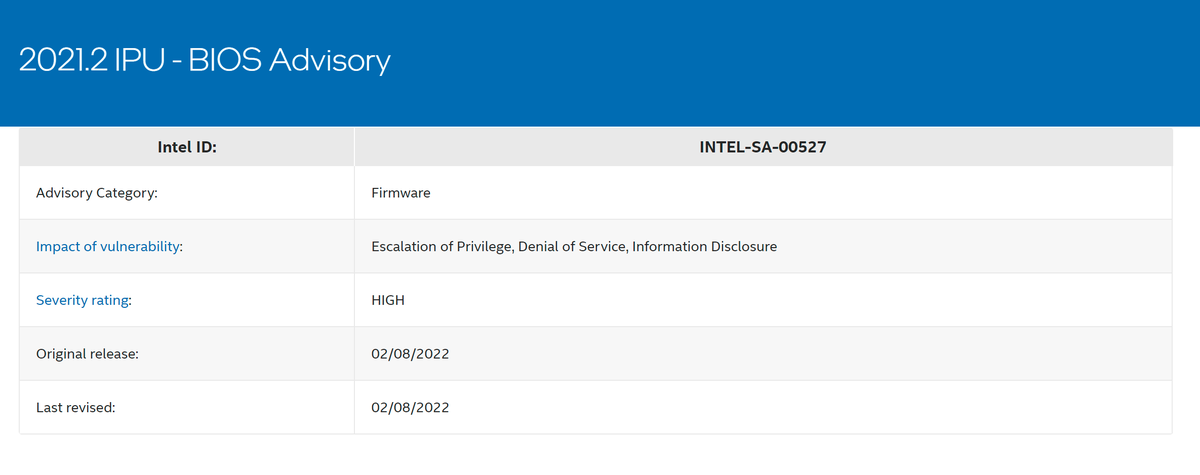 2021.2 IPU - BIOS Advisory
Intel ID: INTEL-SA-00527
Advisory Category: Firmware
Impact of vulnerability: Escalation of Privilege, Denial of Service, Information Disclosure
Severity rating: HIGH
Original release: 02/08/2022
Last revised: 02/08/2022